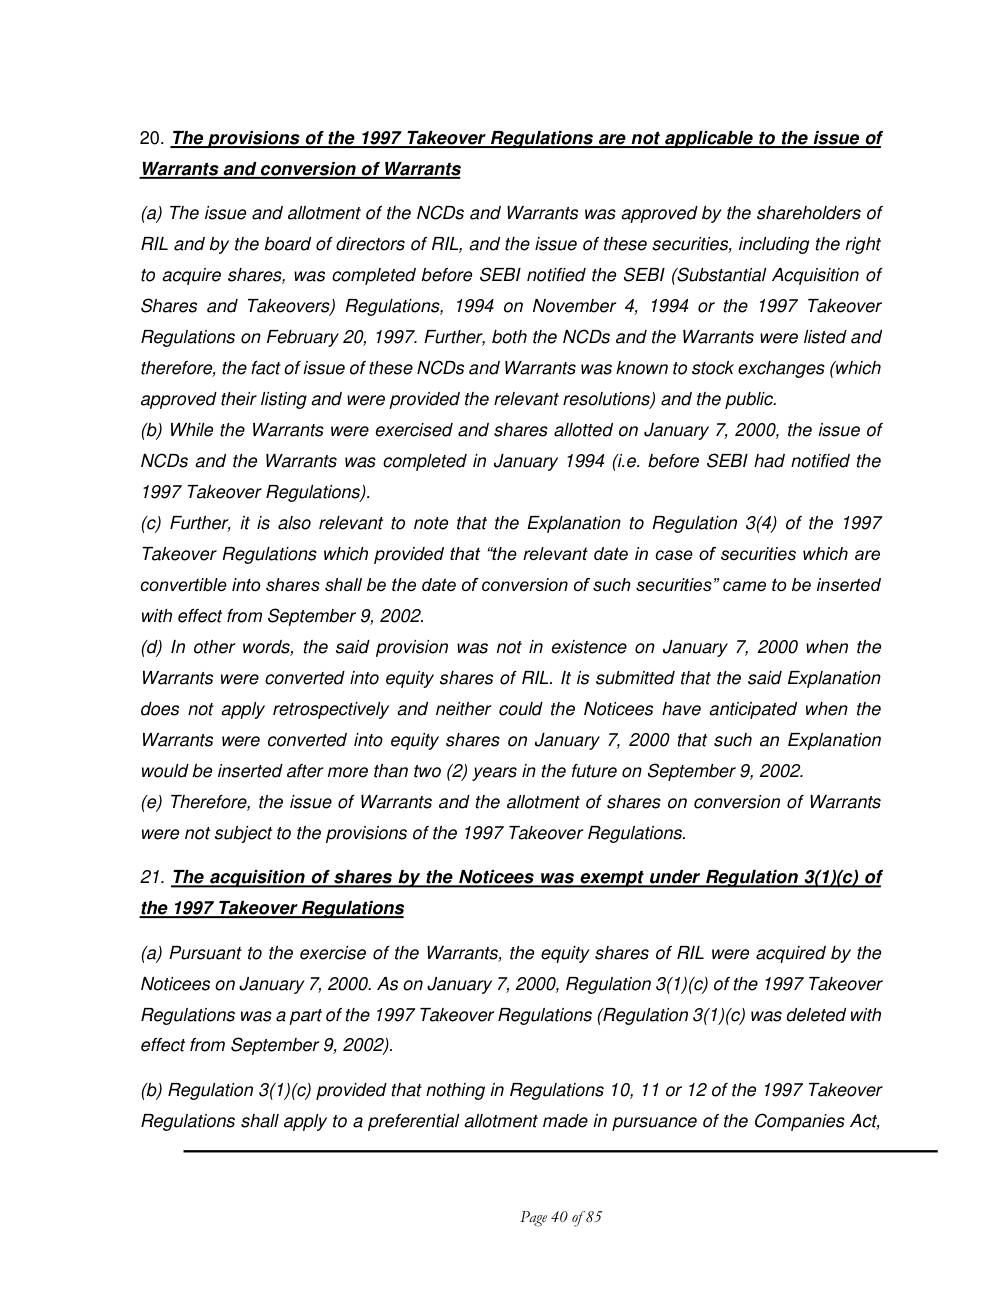 20. The provisions of the 1997 Takeover Regulations are not applicable to the issue of
Warrants and conversion of Warrants
(a) The issue and allotment of the NCDs and Warrants was approved by the shareholders of
RIL and by the board of directors of RIL, and the issue of these securities, including the right
to acquire shares, was completed before SEBI notified the SEBI (Substantial Acquisition of
Shares and Takeovers) Regulations, 1994 on November 4, 1994 or the 1997 Takeover
Regulations on February 20, 1997. Further, both the NCDs and the Warrants were listed and
therefore, the fact of issue of these NCDs and Warrants was known to stock exchanges (which
approved their listing and were provided the relevant resolutions) and the public.
(b) While the Warrants were exercised and shares allotted on January 7, 2000, the issue of
NCDs and the Warrants was completed in January 1994 (i.e. before SEBI had notified the
1997 Takeover Regulations).
(c) Further, it is also relevant to note that the Explanation to Regulation 3(4) of the 1997
Takeover Regulations which provided that “the relevant date in case of securities which are
convertible into shares shall be the date of conversion of such securities” came to be inserted
with effect from September 9, 2002.
(d) In other words, the said provision was not in existence on January 7, 2000 when the
Warrants were converted into equity shares of RIL. It is submitted that the said Explanation
does not apply retrospectively and neither could the Noticees have anticipated when the
Warrants were converted into equity shares on January 7, 2000 that such an Explanation
would be inserted after more than two (2) years in the future on September 9, 2002.
(e) Therefore, the issue of Warrants and the allotment of shares on conversion of Warrants
were not subject to the provisions of the 1997 Takeover Regulations.
21. The acquisition of shares by the Noticees was exempt under Regulation 3(1)(c) of
the 1997 Takeover Regulations
(a) Pursuant to the exercise of the Warrants, the equity shares of RIL were acquired by the
Noticees on January 7, 2000. As on January 7, 2000, Regulation 3(1)(c) of the 1997 Takeover
Regulations was a part of the 1997 Takeover Regulations (Regulation 3(1)(c) was deleted with
effect from September 9, 2002).
(b) Regulation 3(1)(c) provided that nothing in Regulations 10, 11 or 12 of the 1997 Takeover
Regulations shall apply to a preferential allotment made in pursuance of the Companies Act,
Page 40 of 85